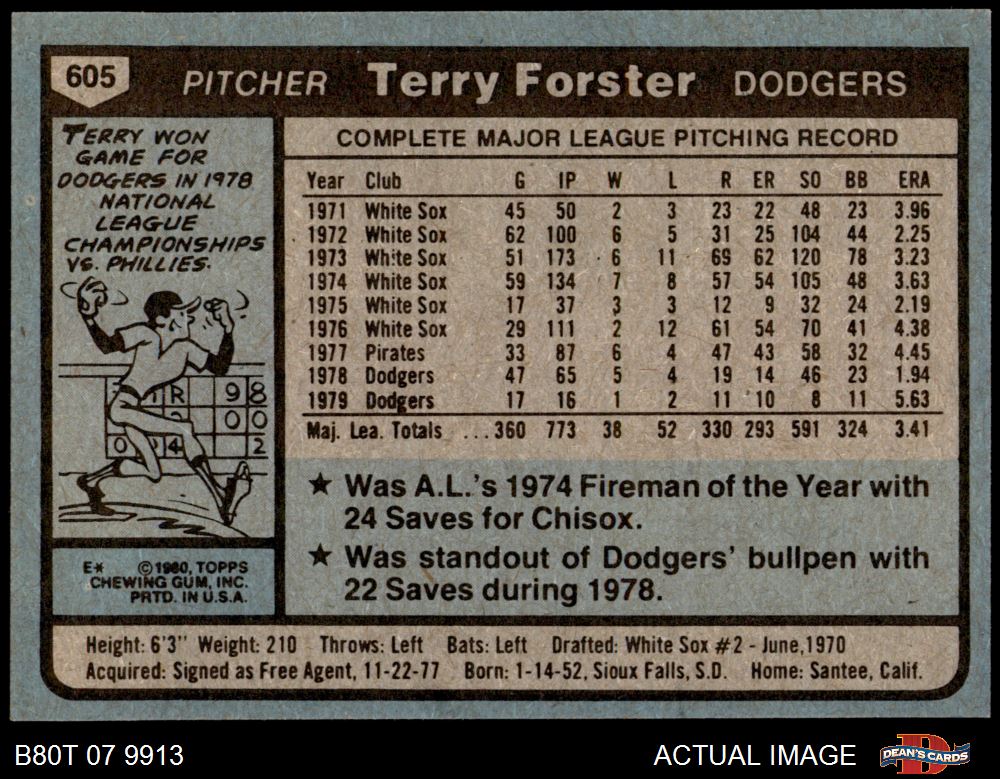 605 PITCHER Terry Forster DODGERS
TERRY WON
GAME FOR
DODGERS IN 1978
NATIONAL
LEAGUE
CHAMPIONSHIPS
VS. PHILLIES.
R 9 8
0 0
0 4 2
E* ©1980, TOPPS
CHEWING GUM, INC.
PRTD. IN U.S.A.
COMPLETE MAJOR LEAGUE PITCHING RECORD
Year Club G IP W L R ER SO BB ERA
1971 White Sox 45 50 2 3 23 22 48 23 3.96
1972 White Sox 62 100 6 5 31 25 104 44 2.25
1973 White Sox 51 173 6 11 69 62 120 78 3.23
1974 White Sox 59 134 7 8 57 54 105 48 3.63
1975 White Sox 17 37 3 3 12 9 32 24 2.19
1976 White Sox 29 111 2 12 61 54 70 41 4.38
1977 Pirates 33 87 6 4 47 43 58 32 4.45
1978 Dodgers 47 65 5 4 19 14 46 23 1.94
1979 Dodgers 17 16 1 2 11 10 8 11 5.63
Maj. Lea. Totals ...360 773 38 52 330 293 591 324 3.41
★ Was A.L.'s 1974 Fireman of the Year with
24 Saves for Chisox.
★ Was standout of Dodgers' bullpen with
22 Saves during 1978.
Height: 6'3" Weight: 210 Throws: Left Bats: Left Drafted: White Sox #2 - June,1970
Acquired: Signed as Free Agent, 11-22-77 Born: 1-14-52, Sioux Falls, S.D. Home: Santee, Calif.
B80T 07 9913 ACTUAL IMAGE DEAN'S CARDS